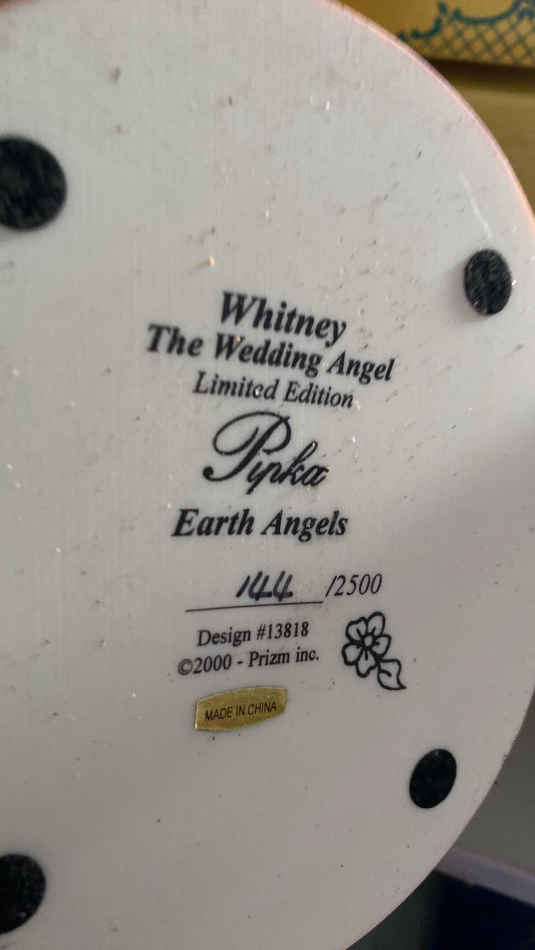 Whitney
The Wedding Angel
Limited Edition
Pipka
Earth Angels
144 /2500
Design #13818
©2000 - Prizm inc.
MADE IN CHINA